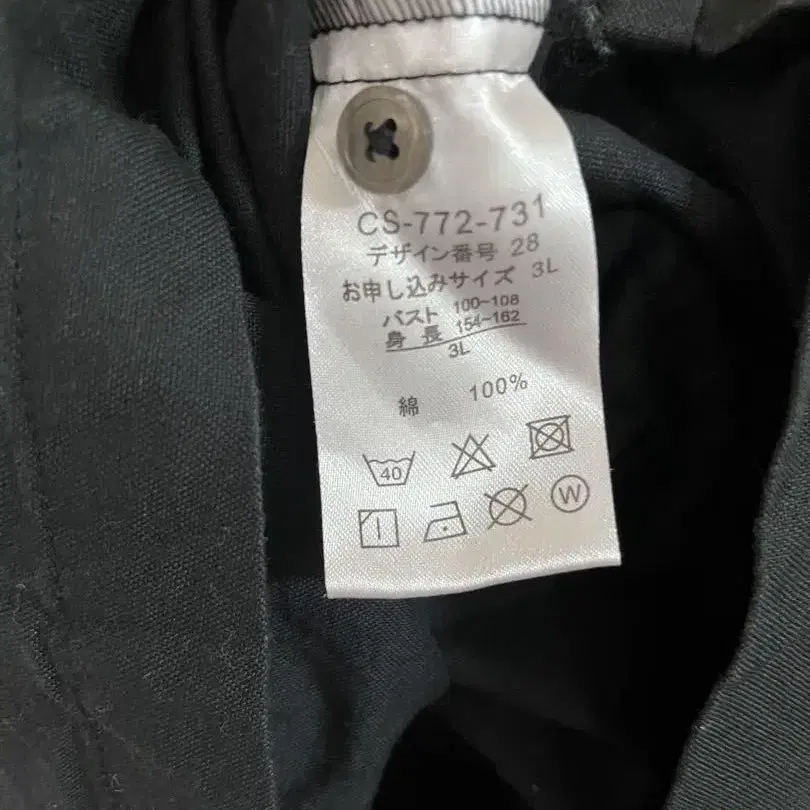 CS-772-731
デザイン番号 28
お申し込みサイズ 3L
バスト 100~108
身長 154~162
3L
綿 100%
40
W